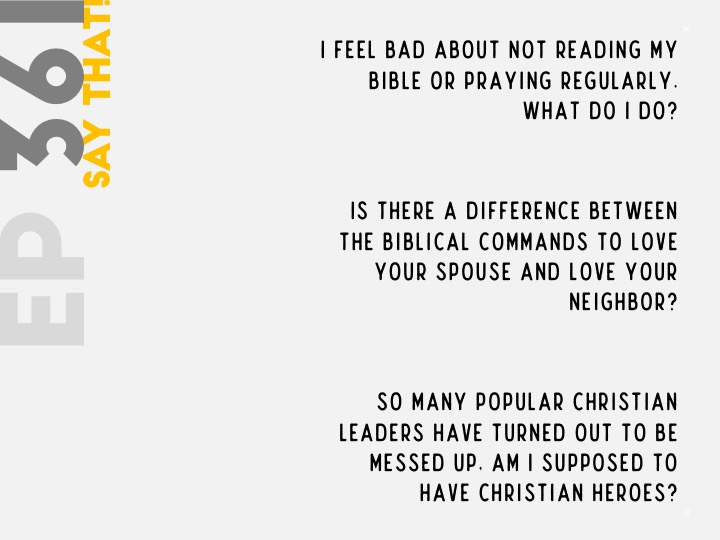 EP 361
SAY THAT!
I FEEL BAD ABOUT NOT READING MY
BIBLE OR PRAYING REGULARLY.
WHAT DO I DO?
IS THERE A DIFFERENCE BETWEEN
THE BIBLICAL COMMANDS TO LOVE
YOUR SPOUSE AND LOVE YOUR
NEIGHBOR?
SO MANY POPULAR CHRISTIAN
LEADERS HAVE TURNED OUT TO BE
MESSED UP. AM I SUPPOSED TO
HAVE CHRISTIAN HEROES?